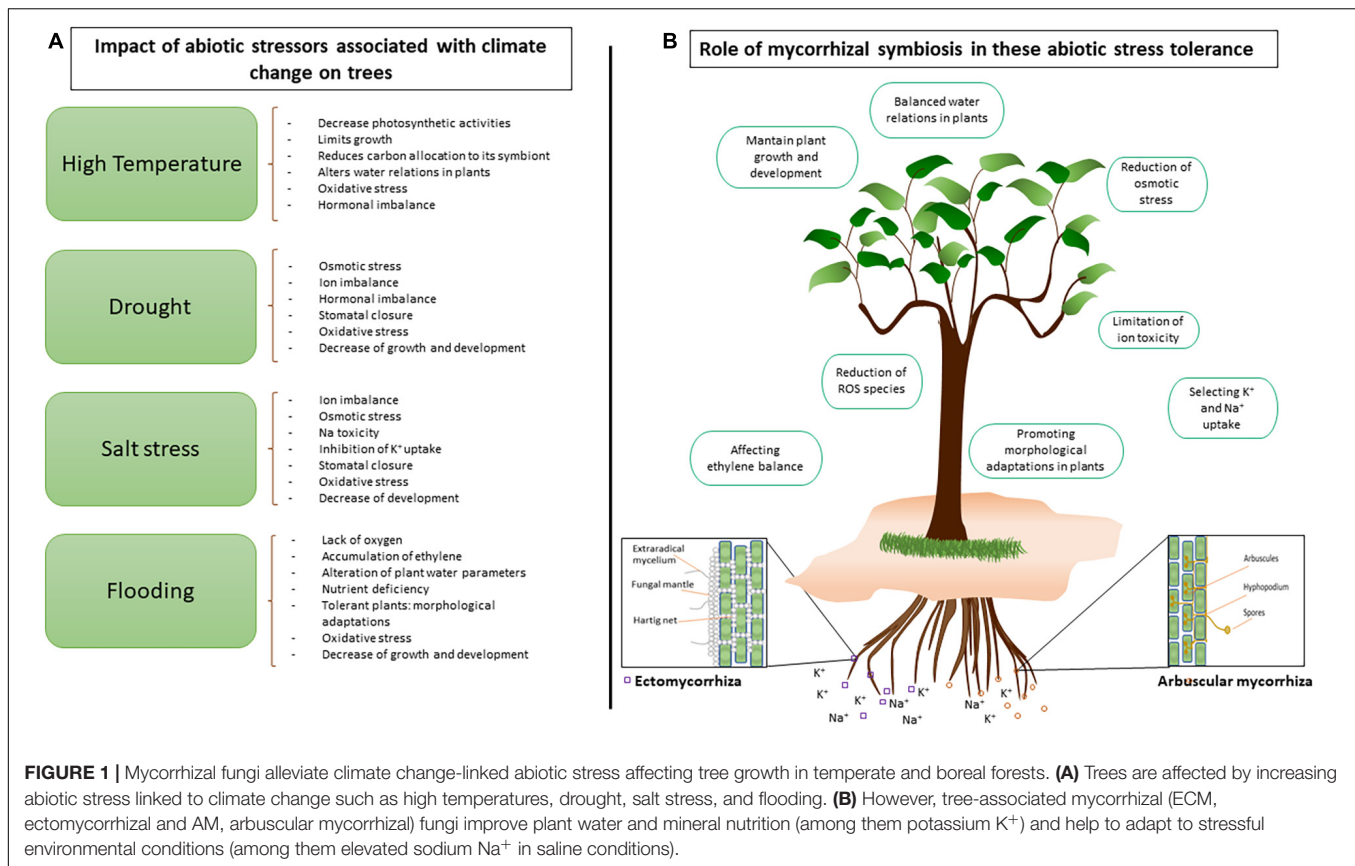 A
Impact of abiotic stressors associated with climate
change on trees
High Temperature
- Decrease photosynthetic activities
- Limits growth
- Reduces carbon allocation to its symbiont
- Alters water relations in plants
- Oxidative stress
- Hormonal imbalance
Drought
- Osmotic stress
- Ion imbalance
- Hormonal imbalance
- Stomatal closure
- Oxidative stress
- Decrease of growth and development
Salt stress
- Ion imbalance
- Osmotic stress
- Na toxicity
- Inhibition of K⁺ uptake
- Stomatal closure
- Oxidative stress
- Decrease of development
Flooding
- Lack of oxygen
- Accumulation of ethylene
- Alteration of plant water parameters
- Nutrient deficiency
- Tolerant plants: morphological
adaptations
- Oxidative stress
- Decrease of growth and development
B
Role of mycorrhizal symbiosis in these abiotic stress tolerance
Balanced water
relations in plants
Mantain plant
growth and
development
Reduction of
osmotic
stress
Limitation of
ion toxicity
Reduction of
ROS species
Selecting K⁺
and Na⁺
uptake
Affecting
ethylene balance
Promoting
morphological
adaptations in plants
Extraradical
mycelium
Fungal mantle
Hartig net
Arbuscules
Hyphopodium
Spores
Ectomycorrhiza
Arbuscular mycorrhiza
K⁺
K⁺
K⁺
Na⁺
K⁺
Na⁺
Na⁺
Na⁺
K⁺
K⁺
FIGURE 1 | Mycorrhizal fungi alleviate climate change-linked abiotic stress affecting tree growth in temperate and boreal forests. (A) Trees are affected by increasing
abiotic stress linked to climate change such as high temperatures, drought, salt stress, and flooding. (B) However, tree-associated mycorrhizal (ECM,
ectomycorrhizal and AM, arbuscular mycorrhizal) fungi improve plant water and mineral nutrition (among them potassium K⁺) and help to adapt to stressful
environmental conditions (among them elevated sodium Na⁺ in saline conditions).